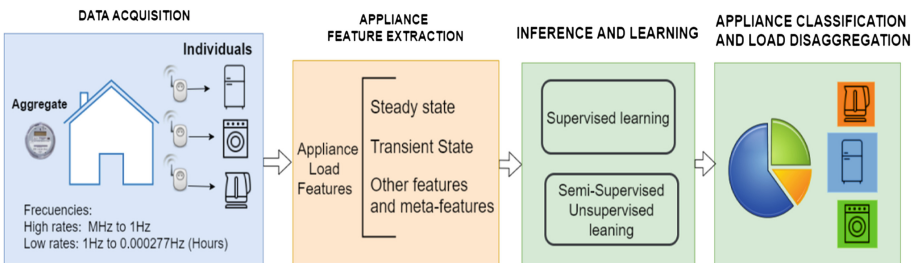 DATA ACQUISITION
Individuals
Aggregate
Frecuencies:
High rates: MHz to 1Hz
Low rates: 1Hz to 0.000277Hz (Hours)
APPLIANCE
FEATURE EXTRACTION
Appliance
Load
Features
Steady state
Transient State
Other features
and meta-features
INFERENCE AND LEARNING
Supervised learning
Semi-Supervised
Unsupervised
leaning
APPLIANCE CLASSIFICATION
AND LOAD DISAGGREGATION